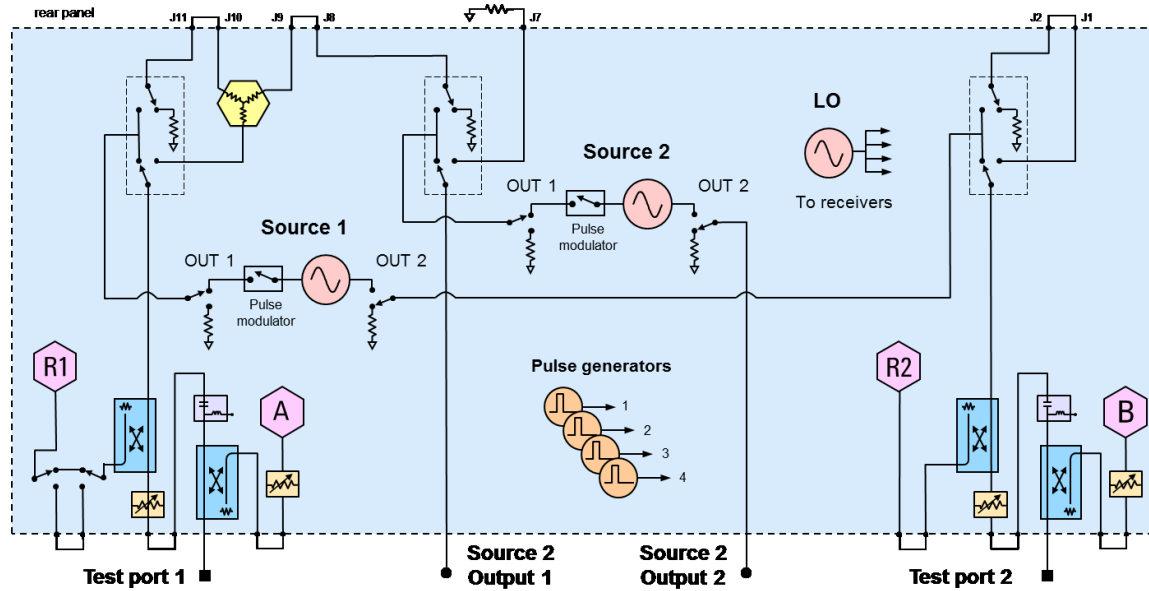 rear panel
J11 J10 J9 J8 J7 J2 J1
LO
To receivers
Source 2
OUT 1
OUT 2
Pulse
modulator
Source 1
OUT 1
OUT 2
Pulse
modulator
R1
A
Pulse generators
1
2
3
4
R2
B
Test port 1
Source 2
Output 1
Source 2
Output 2
Test port 2